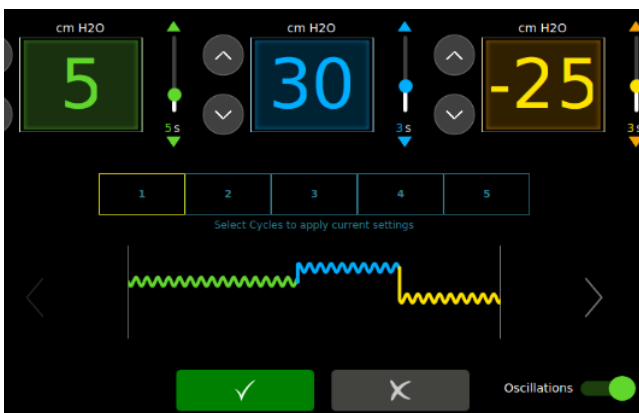 cm H2O cm H2O cm H2O
5 30 -25
5 s 3 s 3 s
1 2 3 4 5
Select Cycles to apply current settings
Oscillations